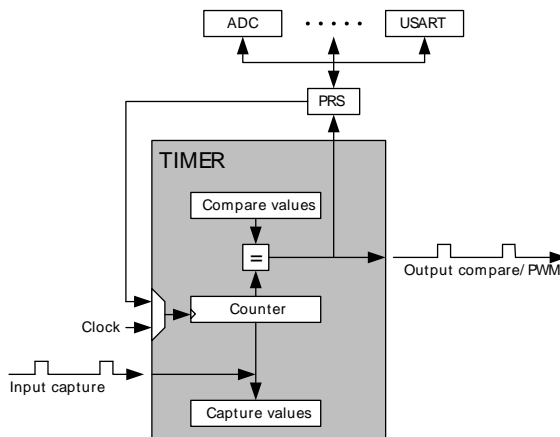 ADC
USART
PRS
TIMER
Compare values
=
Output compare/PWM
Counter
Clock
Input capture
Capture values